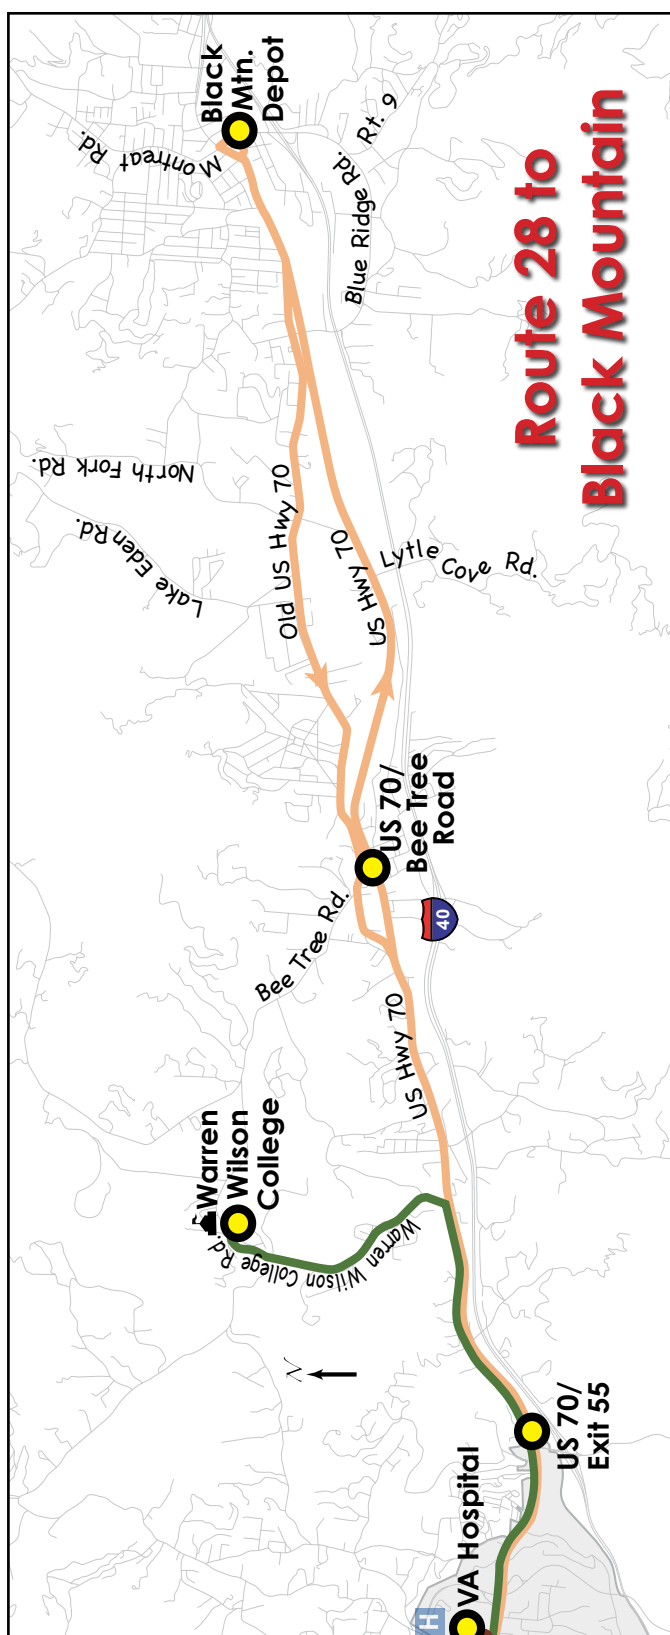 Route 28 to
Black Mountain
Black
Mtn.
Depot
Montreat Rd.
Rt. 9
Blue Ridge Rd.
North Fork Rd.
Lake Eden Rd.
Old US Hwy 70
US Hwy 70
Lytle Cove Rd.
US 70/
Bee Tree
Road
Bee Tree Rd.
40
US Hwy 70
Warren
Wilson
College
Warren Wilson College Rd.
N
US 70/
Exit 55
VA Hospital
H